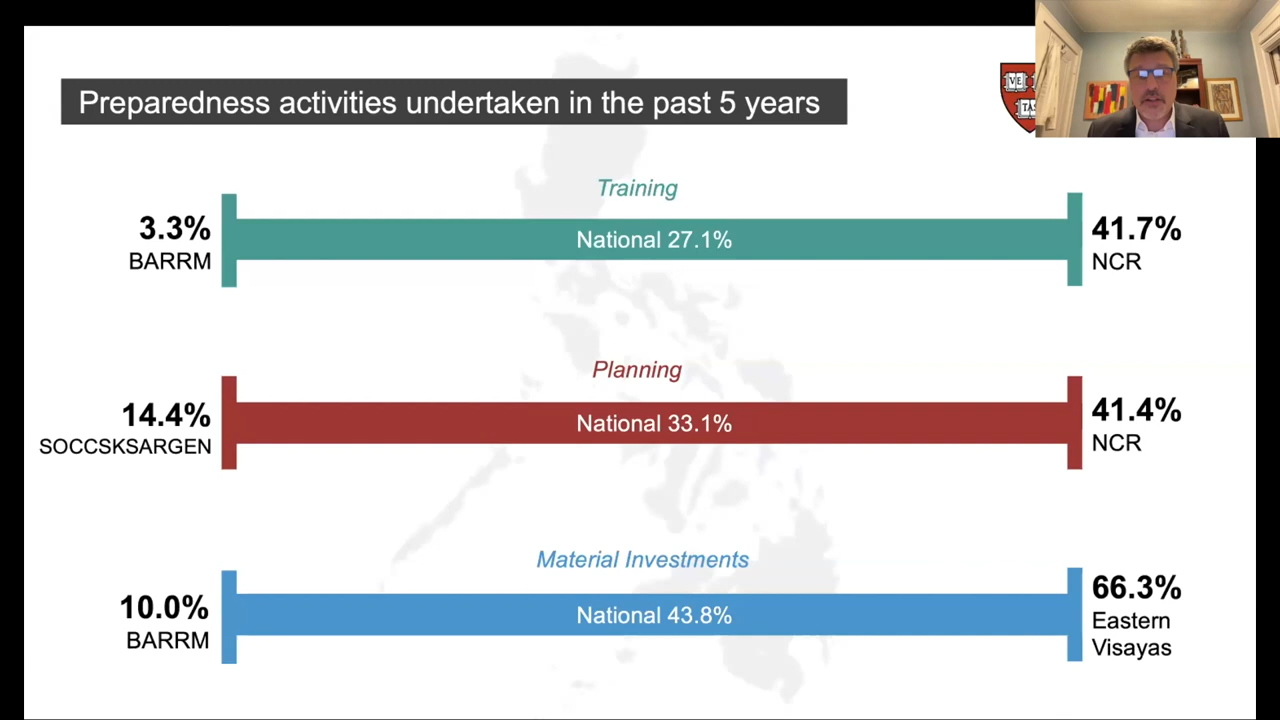 Preparedness activities undertaken in the past 5 years
VE
TAS
Training
3.3%
BARRM
National 27.1%
41.7%
NCR
Planning
14.4%
SOCCSKSARGEN
National 33.1%
41.4%
NCR
Material Investments
10.0%
BARRM
National 43.8%
66.3%
Eastern
Visayas